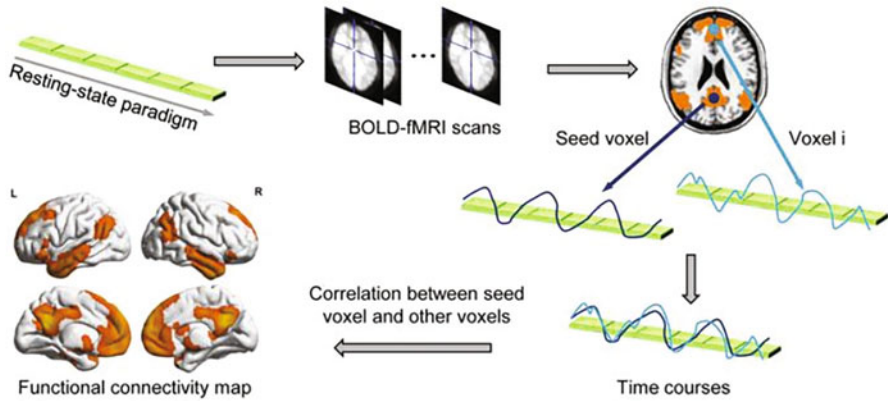 Resting-state paradigm
BOLD-fMRI scans
Seed voxel
Voxel i
L
R
Correlation between seed
voxel and other voxels
Functional connectivity map
Time courses